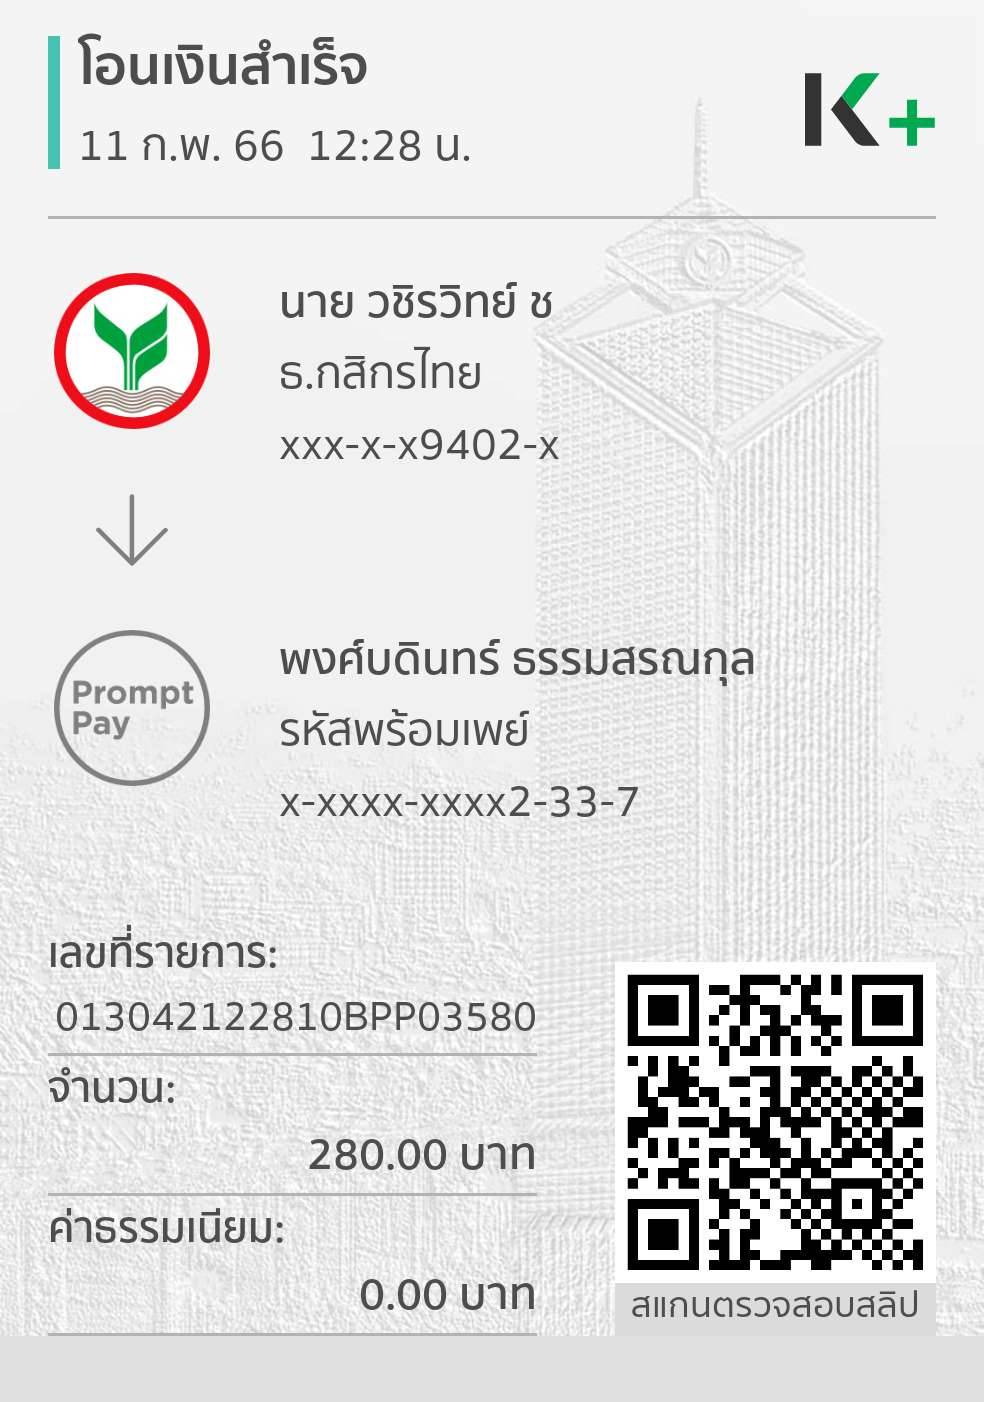 โอนเงินสำเร็จ
11 ก.พ. 66  12:28 น.
K+
นาย วชิรวิทย์ ช
ธ.กสิกรไทย
xxx-x-x9402-x
Prompt
Pay
พงศ์บดินทร์ ธรรมสรณกุล
รหัสพร้อมเพย์
x-xxxx-xxxx2-33-7
เลขที่รายการ:
013042122810BPP03580
จำนวน:
280.00 บาท
ค่าธรรมเนียม:
0.00 บาท
สแกนตรวจสอบสลิป